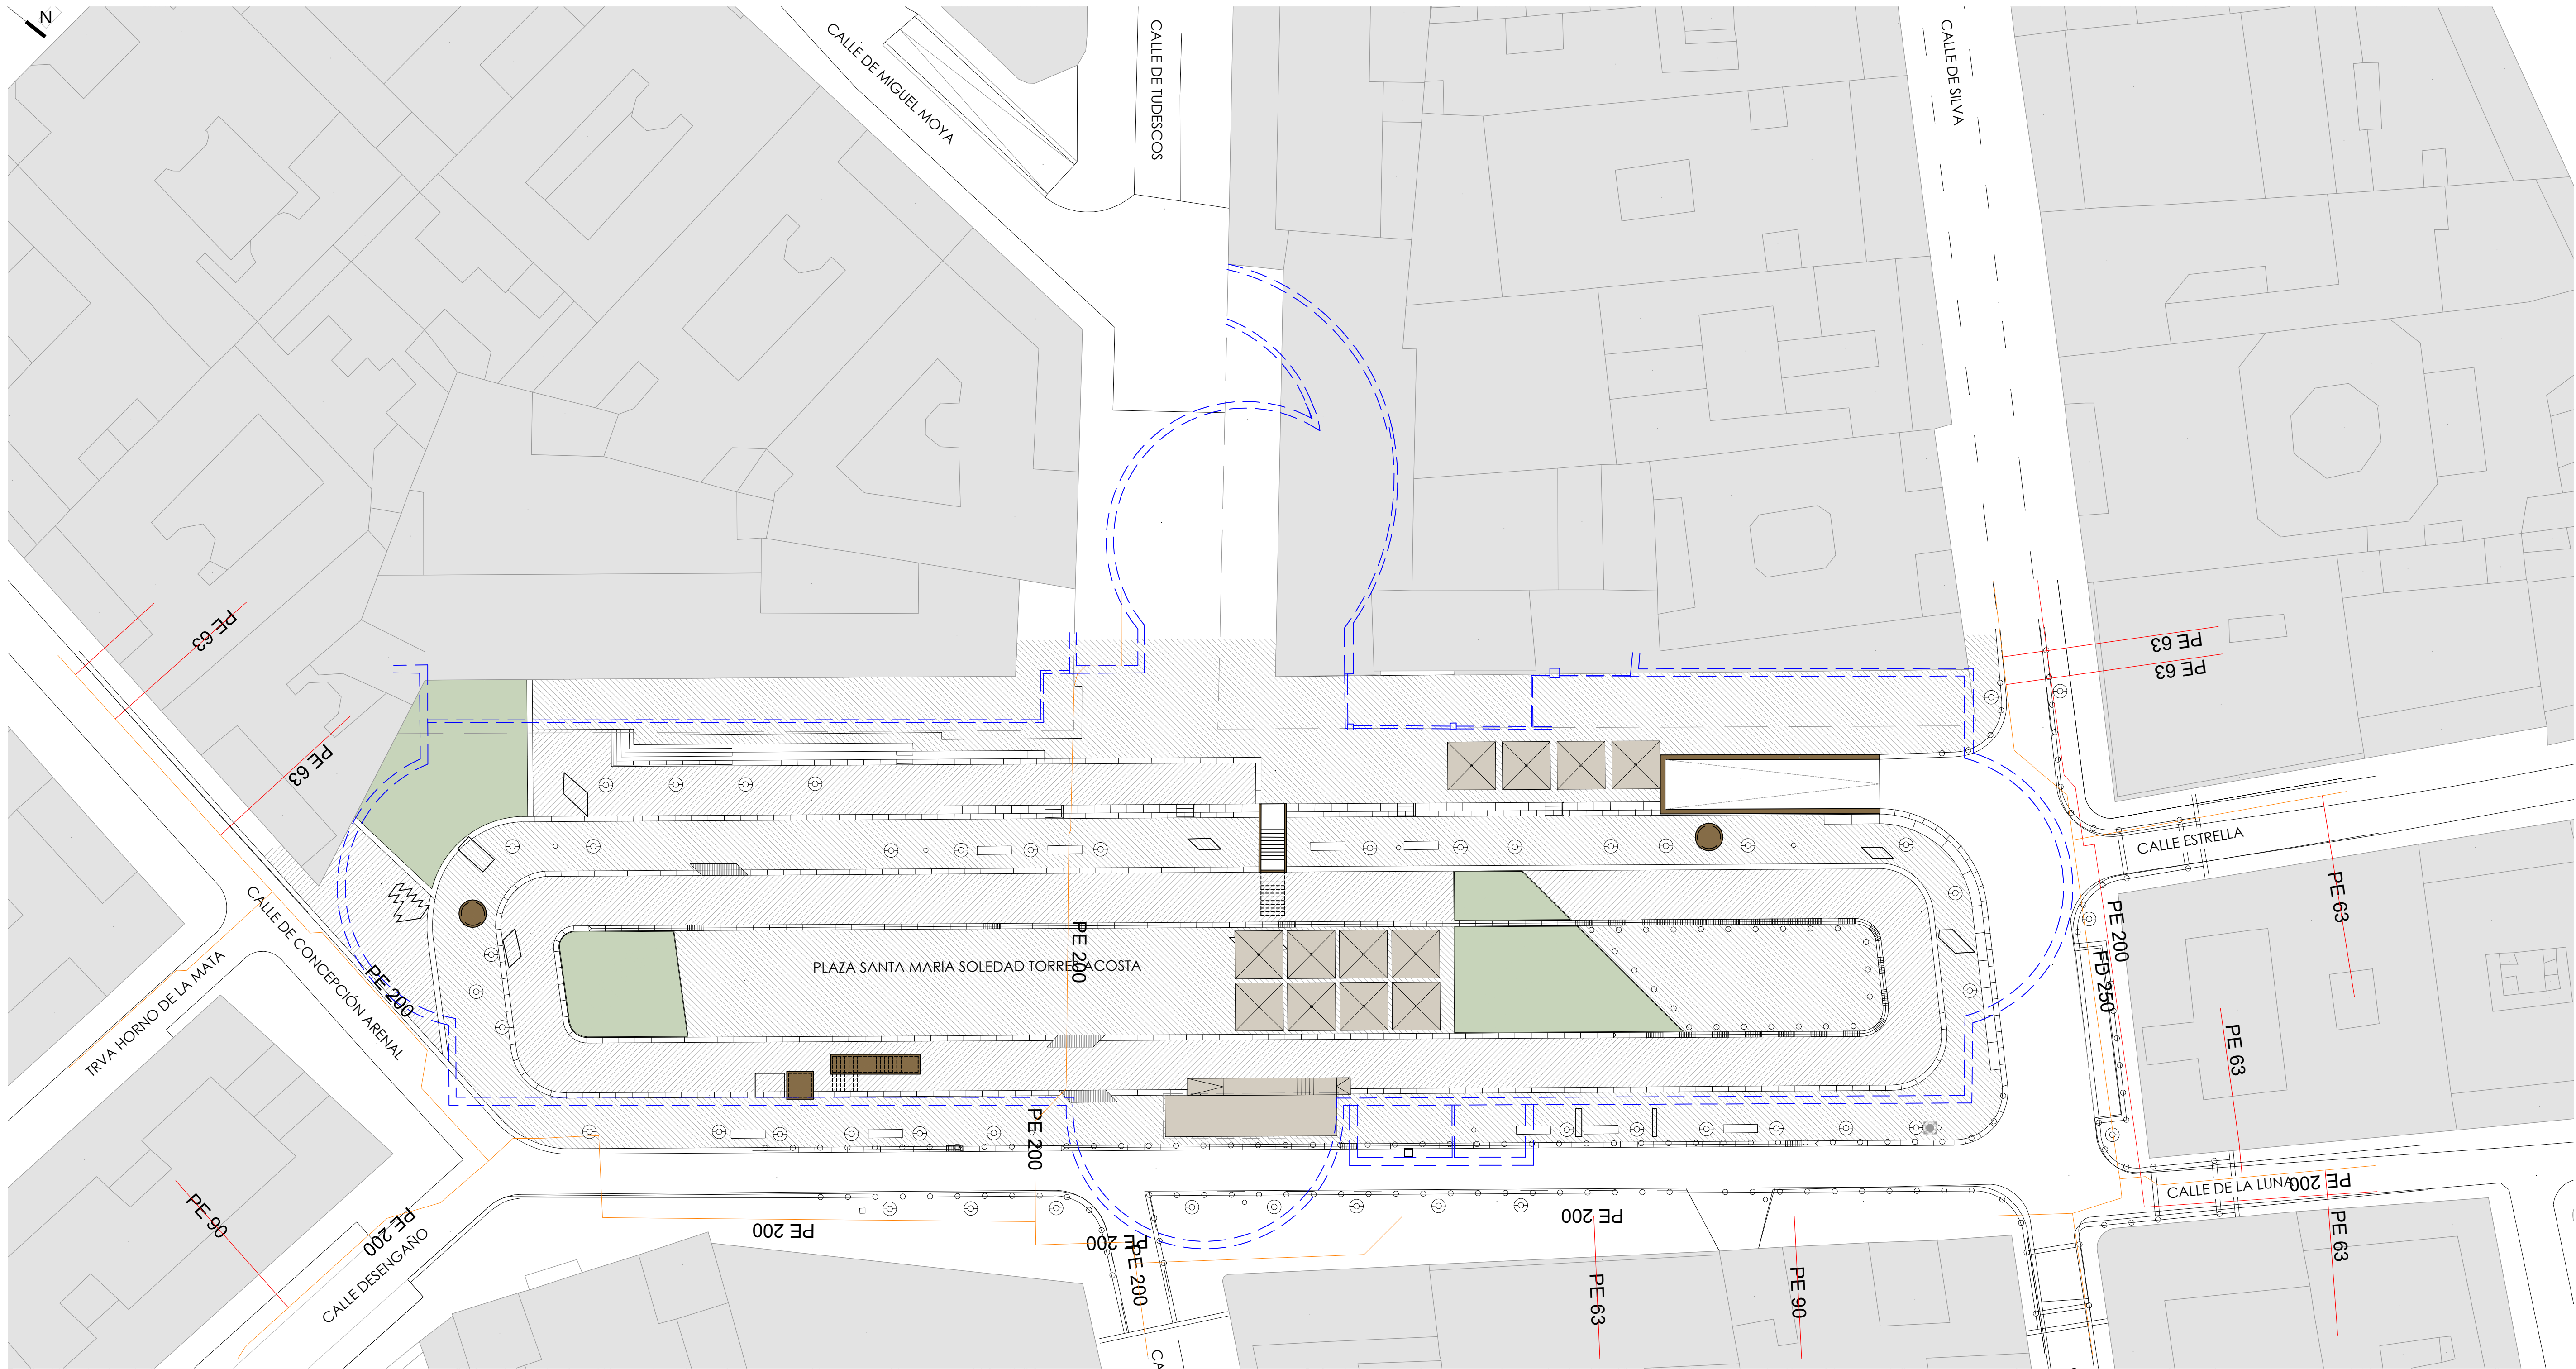 N
CALLE DE MIGUEL MOYA
CALLE DE TUDESCOS
CALLE DE SILVA
PE 63
PE 63
PE 63
PE 63
CALLE ESTRELLA
PE 63
PE 200
FD 250
PE 63
PE 200
PLAZA SANTA MARIA SOLEDAD TORRES ACOSTA
CALLE DE CONCEPCIÓN ARENAL
PE 200
TRVA HORNO DE LA MATA
PE 200
CALLE DE LA LUNA
PE 200
PE 63
PE 90
PE 200
CALLE DESENGAÑO
PE 200
PE 200
PE 200
PE 200
PE 63
PE 90
CA